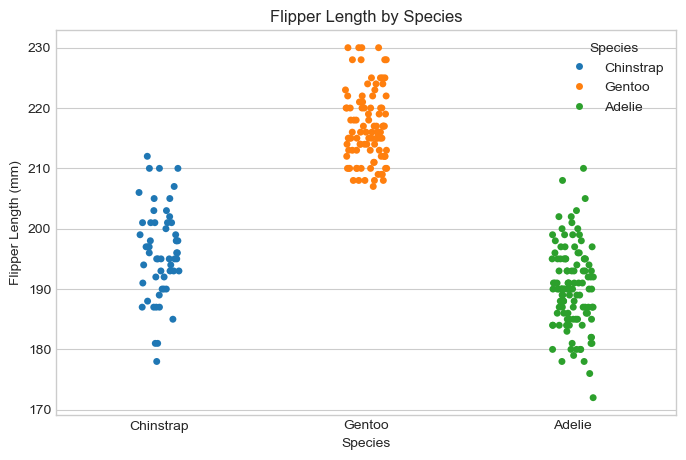 Flipper Length by Species
Species
Chinstrap
Gentoo
Adelie
Flipper Length (mm)
230
220
210
200
190
180
170
Chinstrap
Gentoo
Adelie
Species